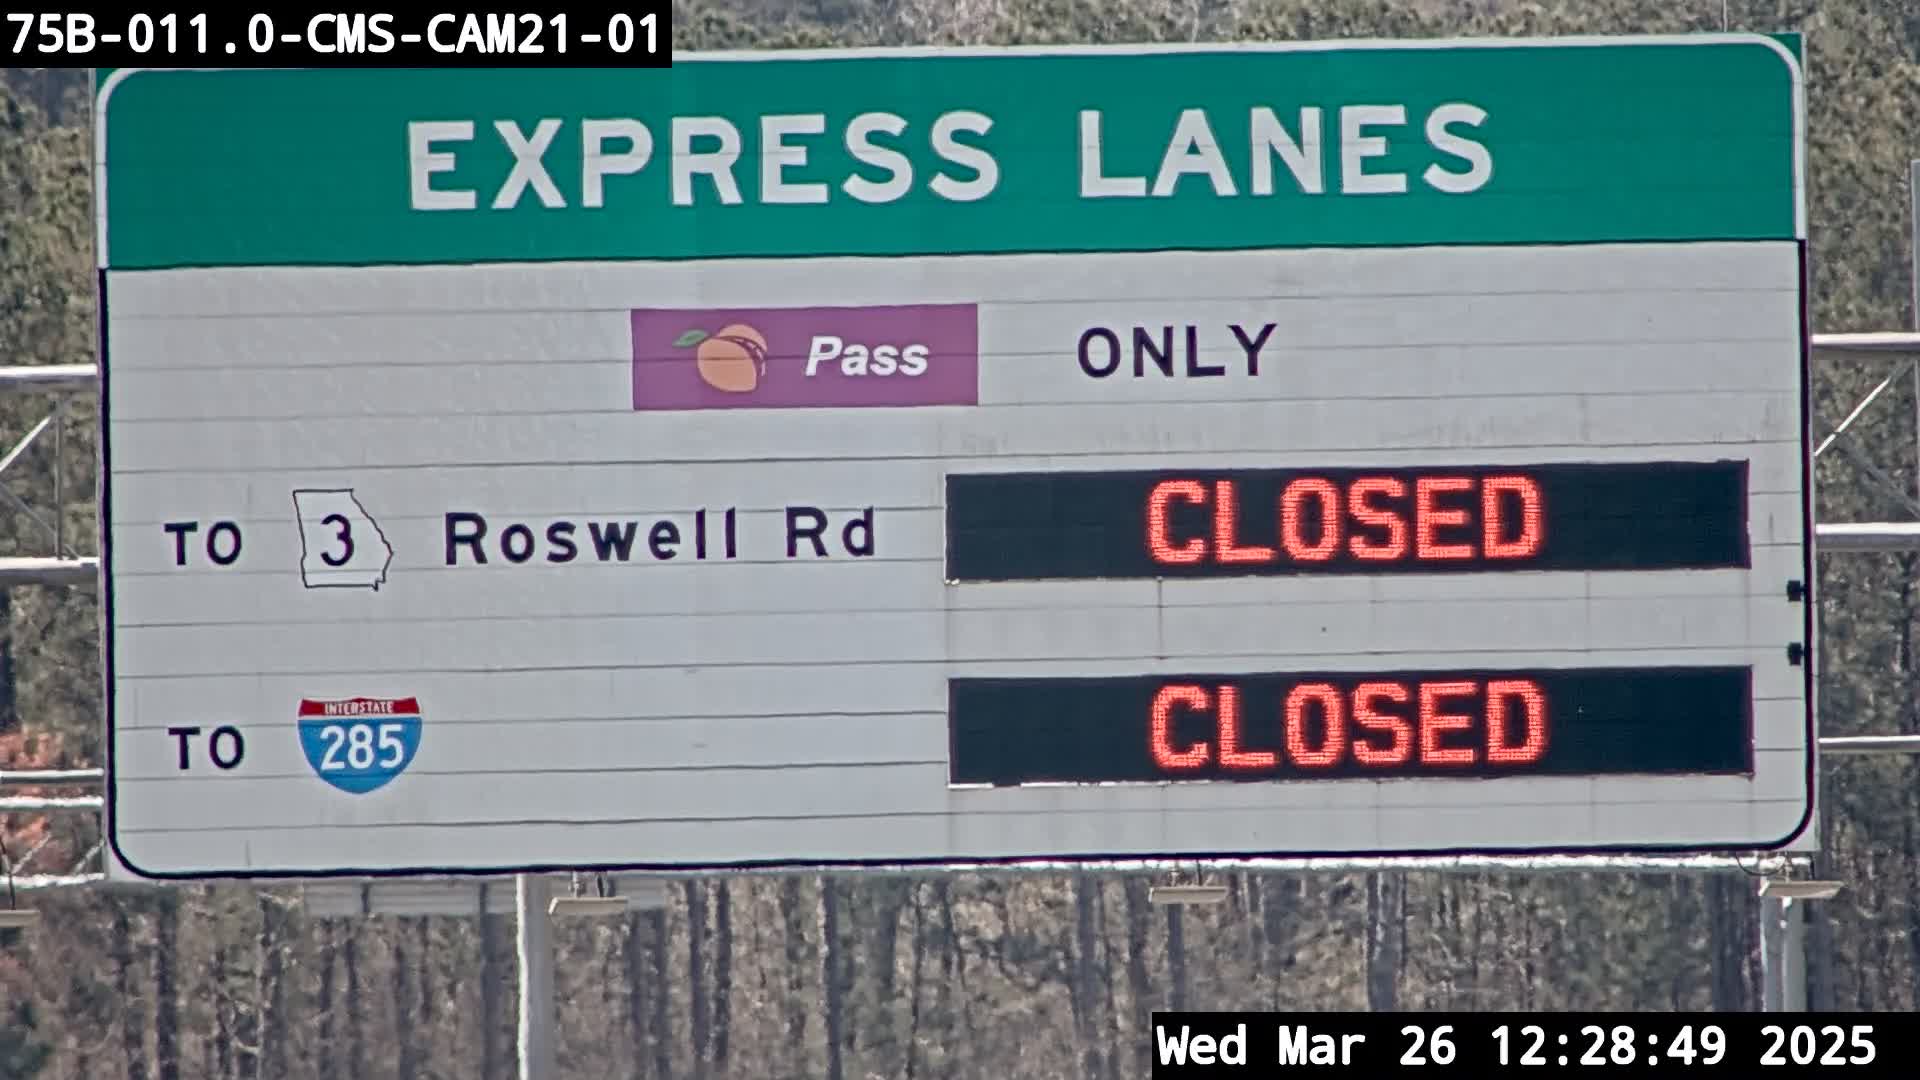 75B-011.0-CMS-CAM21-01
EXPRESS LANES
Pass ONLY
TO 3 Roswell Rd CLOSED
TO INTERSTATE 285 CLOSED
Wed Mar 26 12:28:49 2025